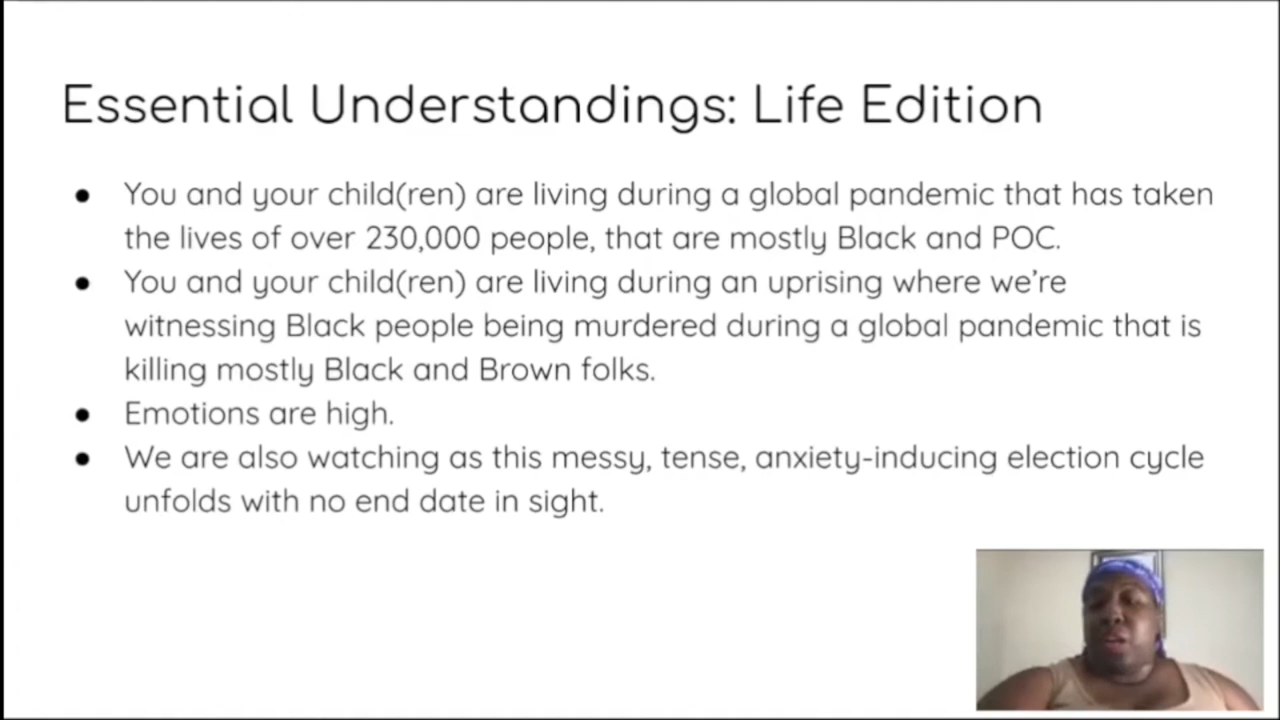 Essential Understandings: Life Edition
● You and your child(ren) are living during a global pandemic that has taken
the lives of over 230,000 people, that are mostly Black and POC.
● You and your child(ren) are living during an uprising where we’re
witnessing Black people being murdered during a global pandemic that is
killing mostly Black and Brown folks.
● Emotions are high.
● We are also watching as this messy, tense, anxiety-inducing election cycle
unfolds with no end date in sight.